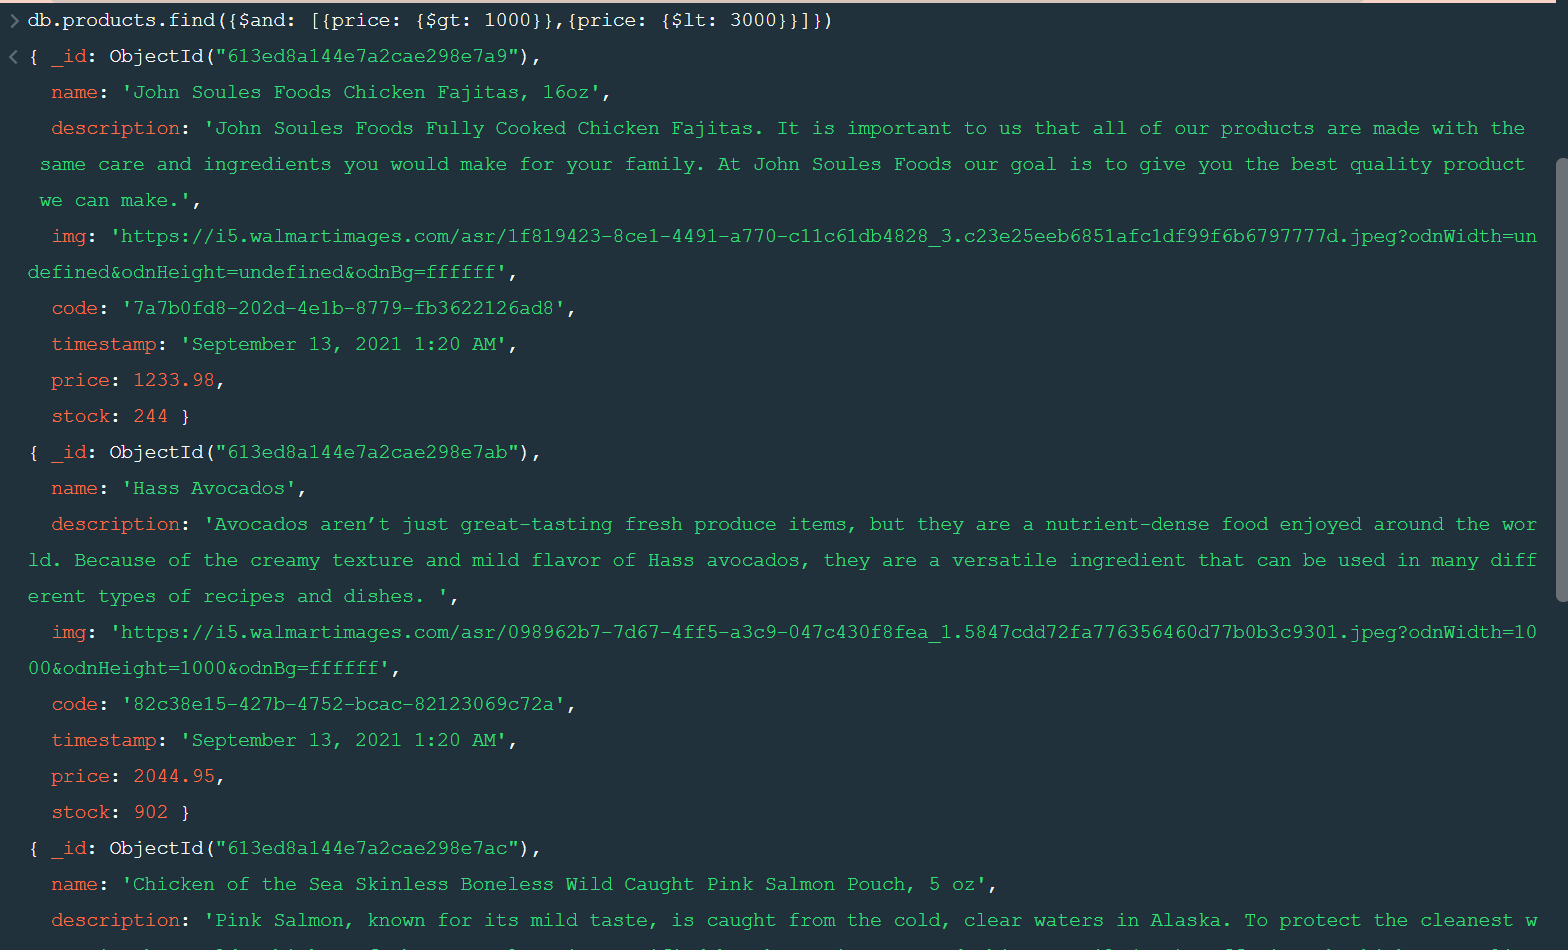 > db.products.find({$and: [{price: {$gt: 1000}},{price: {$lt: 3000}}]})
< { _id: ObjectId("613ed8a144e7a2cae298e7a9"),
name: 'John Soules Foods Chicken Fajitas, 16oz',
description: 'John Soules Foods Fully Cooked Chicken Fajitas. It is important to us that all of our products are made with the
same care and ingredients you would make for your family. At John Soules Foods our goal is to give you the best quality product
we can make.',
img: 'https://i5.walmartimages.com/asr/1f819423-8ce1-4491-a770-c11c61db4828_3.c23e25eeb6851afc1df99f6b6797777d.jpeg?odnWidth=un
defined&odnHeight=undefined&odnBg=ffffff',
code: '7a7b0fd8-202d-4e1b-8779-fb3622126ad8',
timestamp: 'September 13, 2021 1:20 AM',
price: 1233.98,
stock: 244 }
{ _id: ObjectId("613ed8a144e7a2cae298e7ab"),
name: 'Hass Avocados',
description: 'Avocados aren’t just great-tasting fresh produce items, but they are a nutrient-dense food enjoyed around the wor
ld. Because of the creamy texture and mild flavor of Hass avocados, they are a versatile ingredient that can be used in many diff
erent types of recipes and dishes. ',
img: 'https://i5.walmartimages.com/asr/098962b7-7d67-4ff5-a3c9-047c430f8fea_1.5847cdd72fa776356460d77b0b3c9301.jpeg?odnWidth=10
00&odnHeight=1000&odnBg=ffffff',
code: '82c38e15-427b-4752-bcac-82123069c72a',
timestamp: 'September 13, 2021 1:20 AM',
price: 2044.95,
stock: 902 }
{ _id: ObjectId("613ed8a144e7a2cae298e7ac"),
name: 'Chicken of the Sea Skinless Boneless Wild Caught Pink Salmon Pouch, 5 oz',
description: 'Pink Salmon, known for its mild taste, is caught from the cold, clear waters in Alaska. To protect the cleanest w